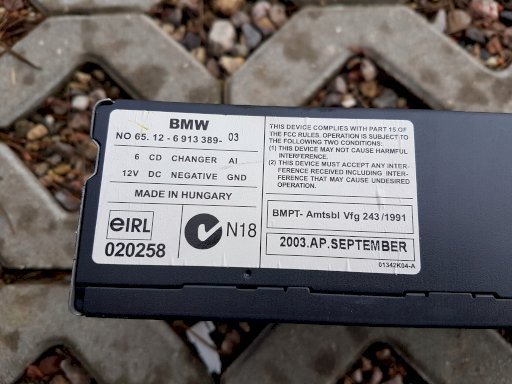 BMW
NO 65. 12 - 6 913 389- 03
6 CD CHANGER AI
12V DC NEGATIVE GND
MADE IN HUNGARY
eIRL
020258
N18
THIS DEVICE COMPLIES WITH PART 15 OF
THE FCC RULES. OPERATION IS SUBJECT TO
THE FOLLOWING TWO CONDITIONS:
(1) THIS DEVICE MAY NOT CAUSE HARMFUL
INTERFERENCE.
(2) THIS DEVICE MUST ACCEPT ANY INTER-
FERENCE RECEIVED INCLUDING INTER-
FERENCE THAT MAY CAUSE UNDESIRED
OPERATION.
BMPT- Amtsbl Vfg 243 /1991
2003.AP.SEPTEMBER
01342K04-A